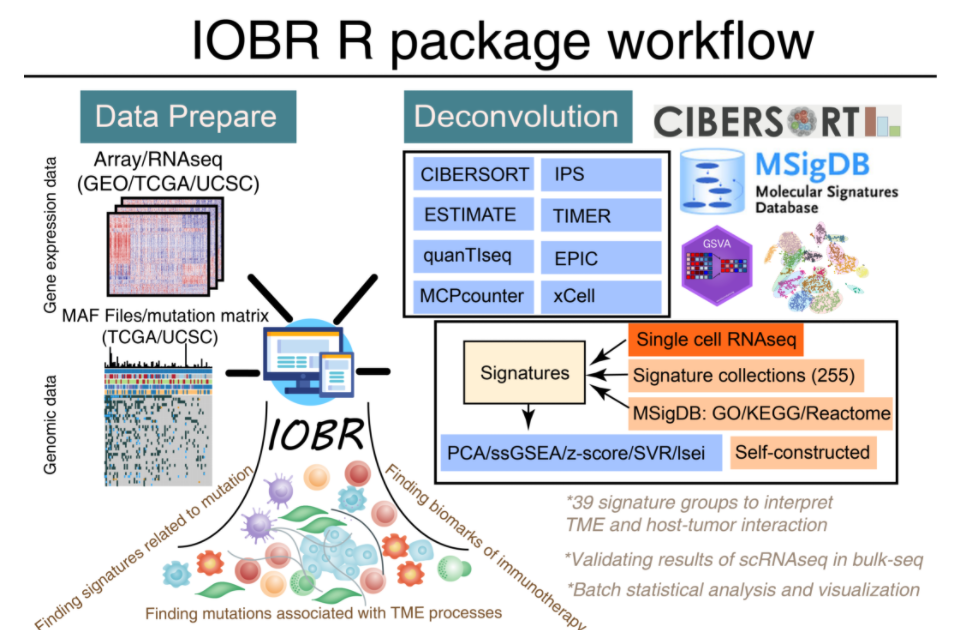 IOBR R package workflow
Data Prepare
Gene expression data
Array/RNAseq
(GEO/TCGA/UCSC)
MAF Files/mutation matrix
(TCGA/UCSC)
Genomic data
Deconvolution
CIBERSORT
MSigDB
Molecular Signatures
Database
GSVA
CIBERSORT
IPS
ESTIMATE
TIMER
quanTIseq
EPIC
MCPcounter
xCell
Signatures
Single cell RNAseq
Signature collections (255)
MSigDB: GO/KEGG/Reactome
PCA/ssGSEA/z-score/SVR/lsei
Self-constructed
IOBR
Finding signatures related to mutation
Finding biomarks of immunotherapy
Finding mutations associated with TME processes
*39 signature groups to interpret
TME and host-tumor interaction
*Validating results of scRNAseq in bulk-seq
*Batch statistical analysis and visualization